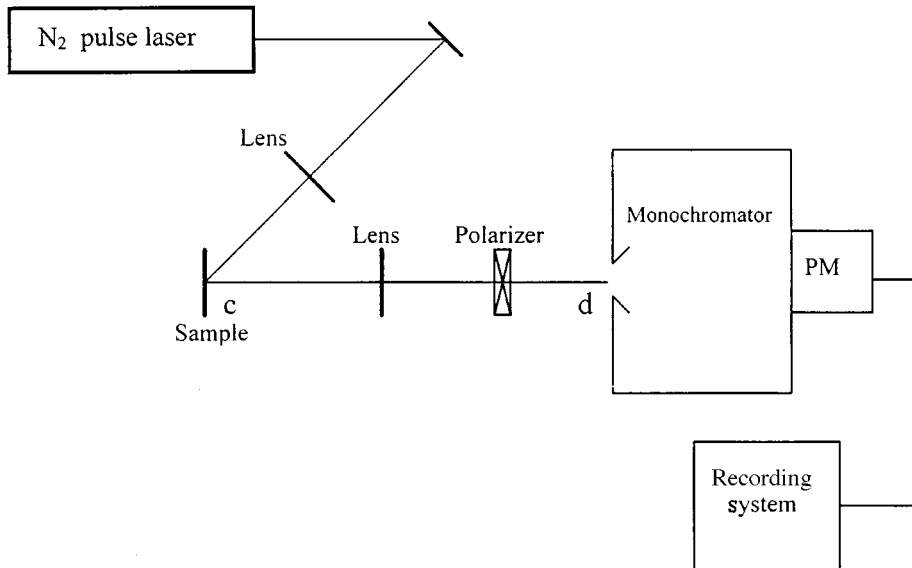 N₂ pulse laser
Lens
Lens
Polarizer
Monochromator
PM
c
d
Sample
Recording
system